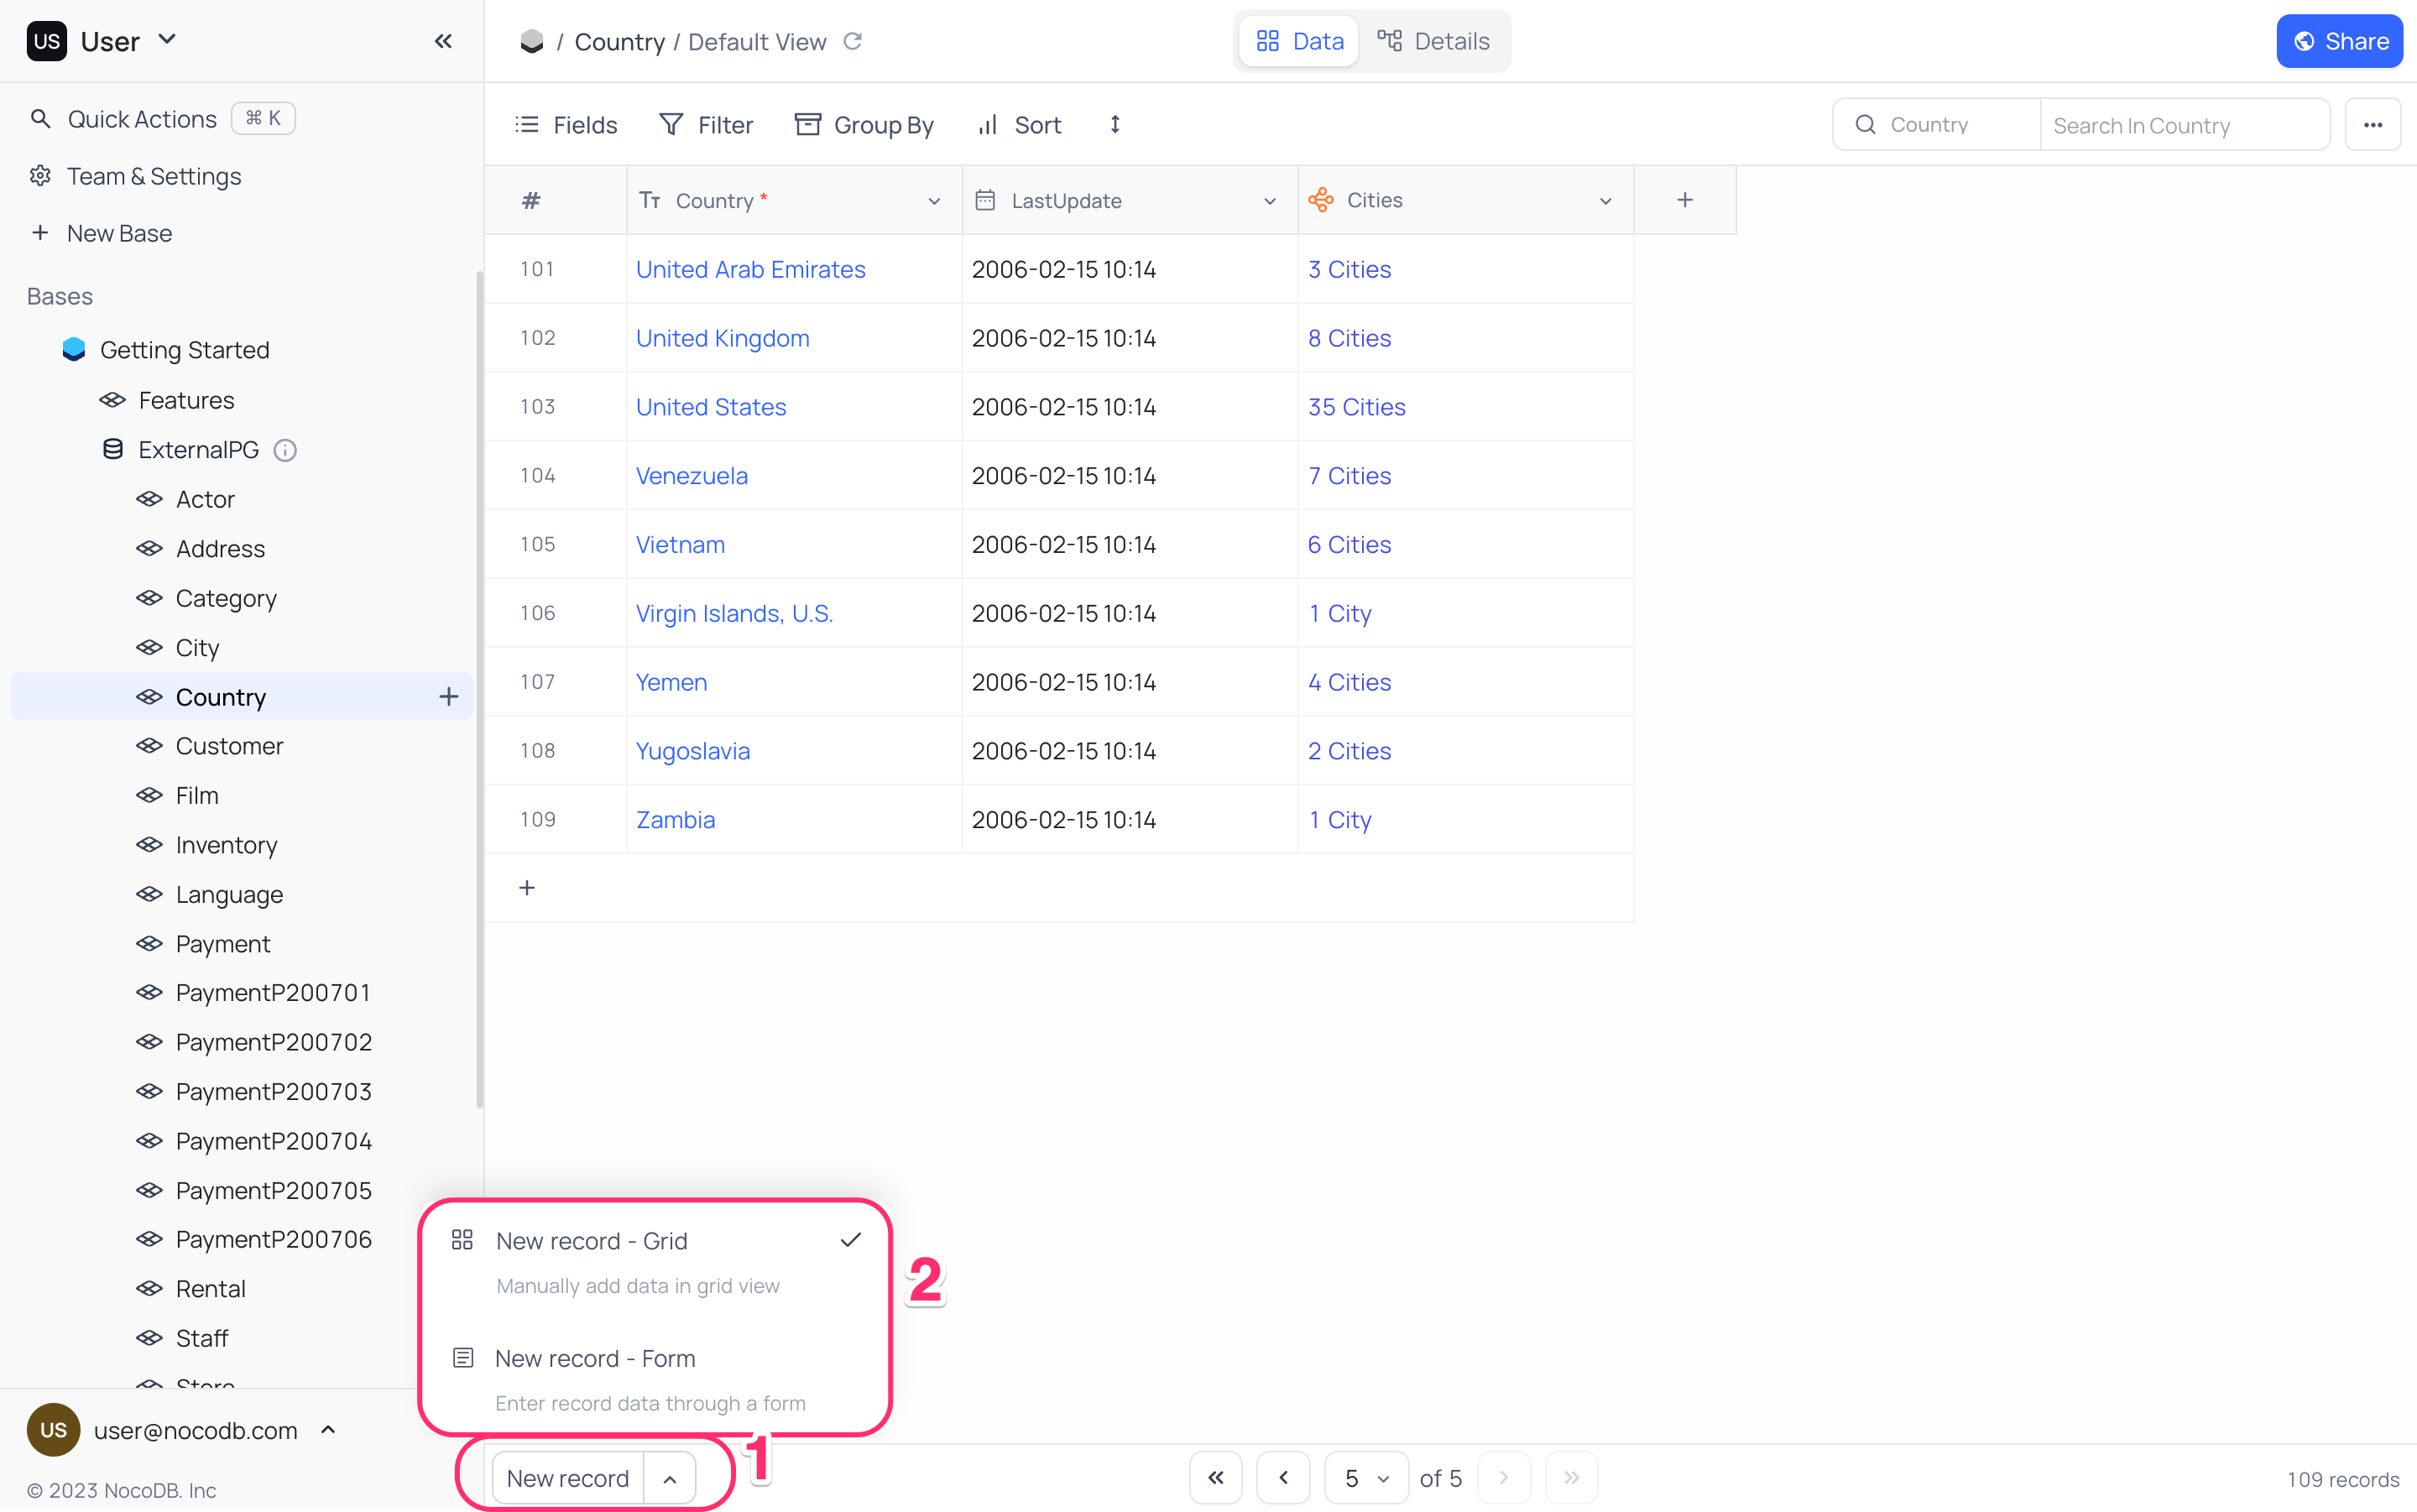 US User
/ Country / Default View
Data
Details
Share
Quick Actions ⌘ K
Team & Settings
New Base
Bases
Getting Started
Features
ExternalPG
Actor
Address
Category
City
Country
Customer
Film
Inventory
Language
Payment
PaymentP200701
PaymentP200702
PaymentP200703
PaymentP200704
PaymentP200705
PaymentP200706
Rental
Staff
Store
US user@nocodb.com
© 2023 NocoDB. Inc
Fields Filter Group By Sort
Country Search In Country
# Country * LastUpdate Cities
101 United Arab Emirates 2006-02-15 10:14 3 Cities
102 United Kingdom 2006-02-15 10:14 8 Cities
103 United States 2006-02-15 10:14 35 Cities
104 Venezuela 2006-02-15 10:14 7 Cities
105 Vietnam 2006-02-15 10:14 6 Cities
106 Virgin Islands, U.S. 2006-02-15 10:14 1 City
107 Yemen 2006-02-15 10:14 4 Cities
108 Yugoslavia 2006-02-15 10:14 2 Cities
109 Zambia 2006-02-15 10:14 1 City
New record - Grid
Manually add data in grid view
New record - Form
Enter record data through a form
2
New record
1
5 of 5
109 records